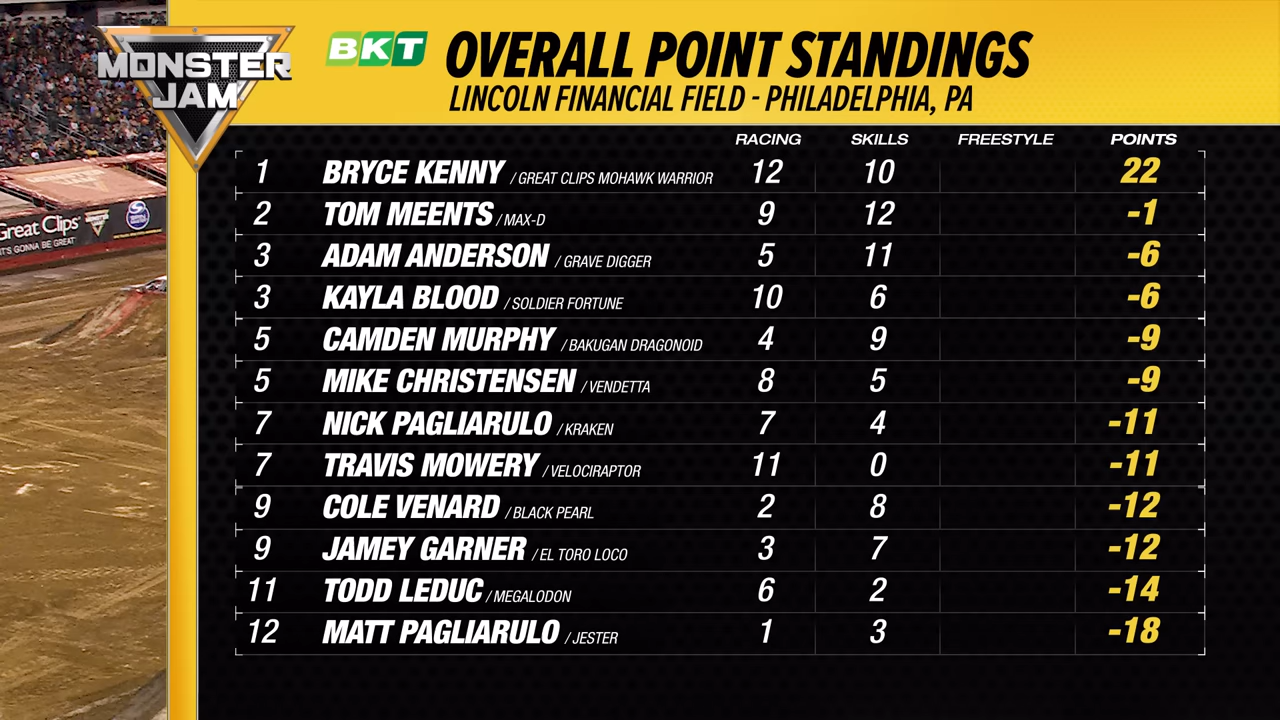 MONSTER JAM
BKT OVERALL POINT STANDINGS
LINCOLN FINANCIAL FIELD - PHILADELPHIA, PA
RACING SKILLS FREESTYLE POINTS
1 BRYCE KENNY / GREAT CLIPS MOHAWK WARRIOR 12 10 22
2 TOM MEENTS / MAX-D 9 12 -1
3 ADAM ANDERSON / GRAVE DIGGER 5 11 -6
3 KAYLA BLOOD / SOLDIER FORTUNE 10 6 -6
5 CAMDEN MURPHY / BAKUGAN DRAGONOID 4 9 -9
5 MIKE CHRISTENSEN / VENDETTA 8 5 -9
7 NICK PAGLIARULO / KRAKEN 7 4 -11
7 TRAVIS MOWERY / VELOCIRAPTOR 11 0 -11
9 COLE VENARD / BLACK PEARL 2 8 -12
9 JAMEY GARNER / EL TORO LOCO 3 7 -12
11 TODD LEDUC / MEGALODON 6 2 -14
12 MATT PAGLIARULO / JESTER 1 3 -18
Great Clips
IT'S GONNA BE GREAT